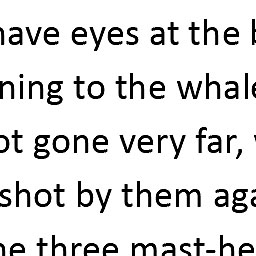 have eyes at the b
ning to the whale
ot gone very far,
shot by them aga
he three mast-he